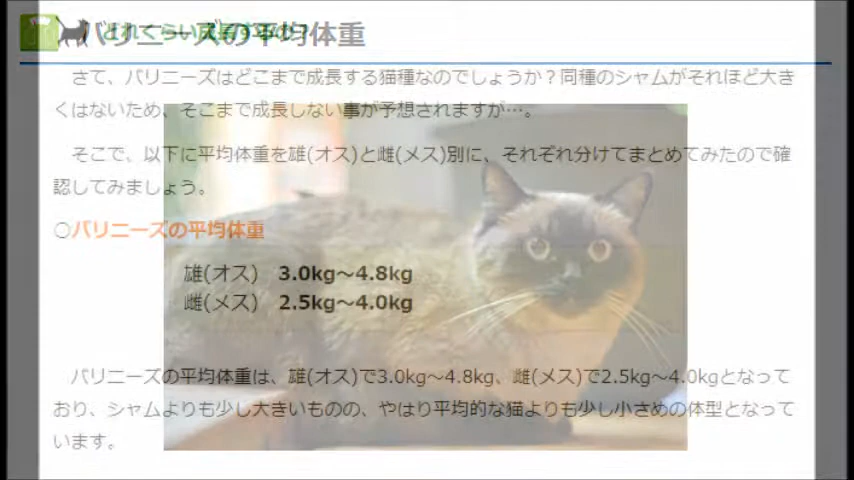 バリニーズの平均体重
どれくらい成長するの？
さて、バリニーズはどこまで成長する猫種なのでしょうか？同種のシャムがそれほど大き
くはないため、そこまで成長しない事が予想されますが…。
そこで、以下に平均体重を雄(オス)と雌(メス)別に、それぞれ分けてまとめてみたので確
認してみましょう。
○バリニーズの平均体重
雄(オス) 3.0kg～4.8kg
雌(メス) 2.5kg～4.0kg
バリニーズの平均体重は、雄(オス)で3.0kg～4.8kg、雌(メス)で2.5kg～4.0kgとなって
おり、シャムよりも少し大きいものの、やはり平均的な猫よりも少し小さめの体型となって
います。